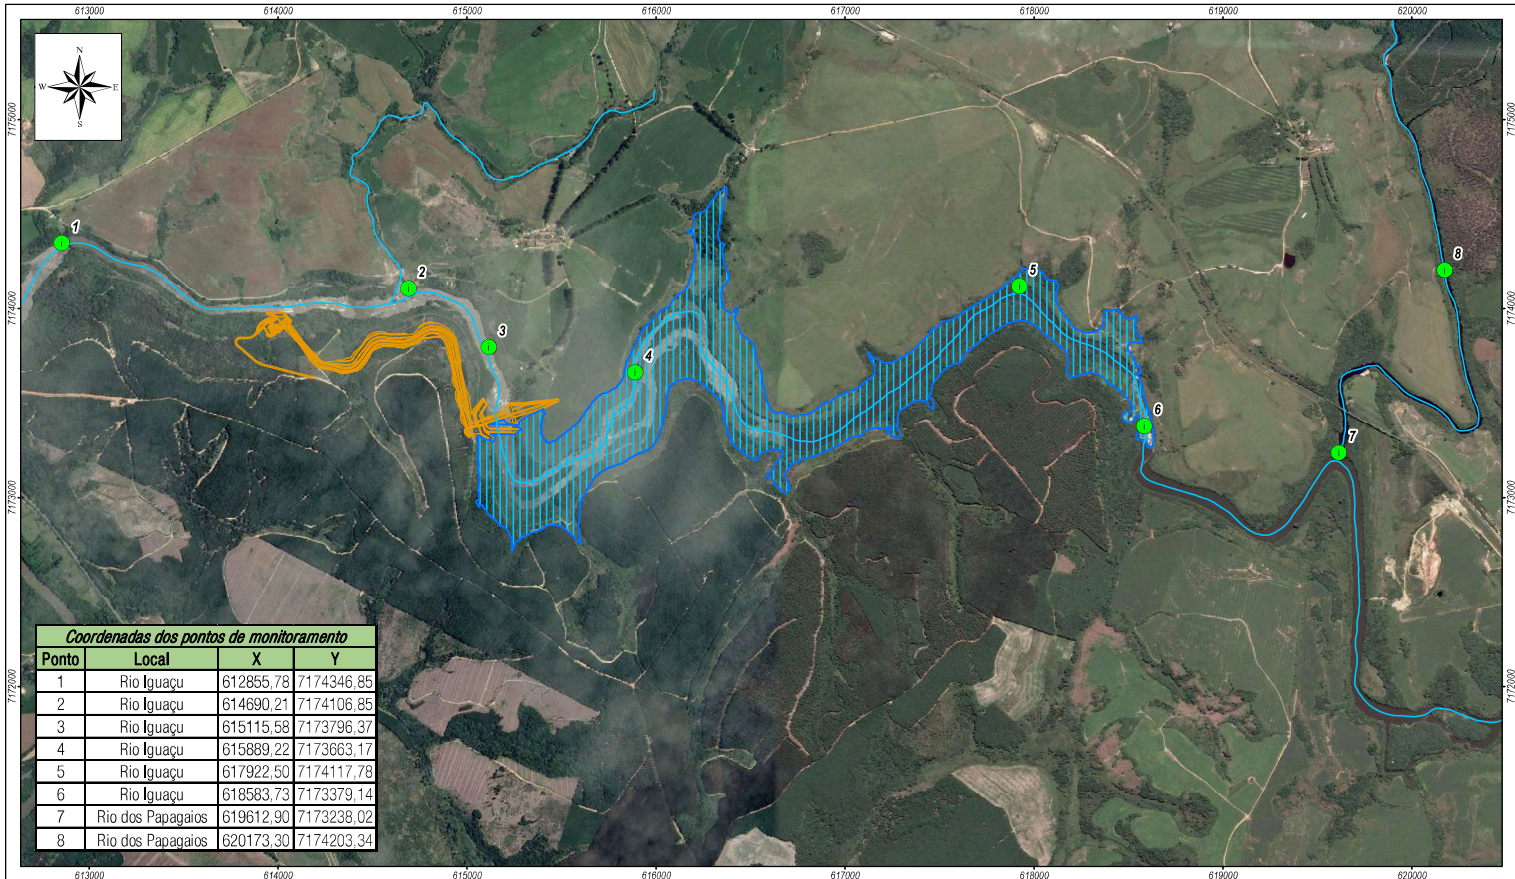 613000 614000 615000 616000 617000 618000 619000 620000
N
W E
S
7175000 7175000
1
8
2
5
7174000 7174000
3
4
6
7
7173000 7173000
Coordenadas dos pontos de monitoramento
Ponto Local X Y
1 Rio Iguaçu 612855,78 7174346,85
2 Rio Iguaçu 614690,21 7174106,85
3 Rio Iguaçu 615115,58 7173796,37
4 Rio Iguaçu 615889,22 7173663,17
5 Rio Iguaçu 617922,50 7174117,78
6 Rio Iguaçu 618583,73 7173379,14
7 Rio dos Papagaios 619612,90 7173238,02
8 Rio dos Papagaios 620173,30 7174203,34
7172000 7172000
613000 614000 615000 616000 617000 618000 619000 620000